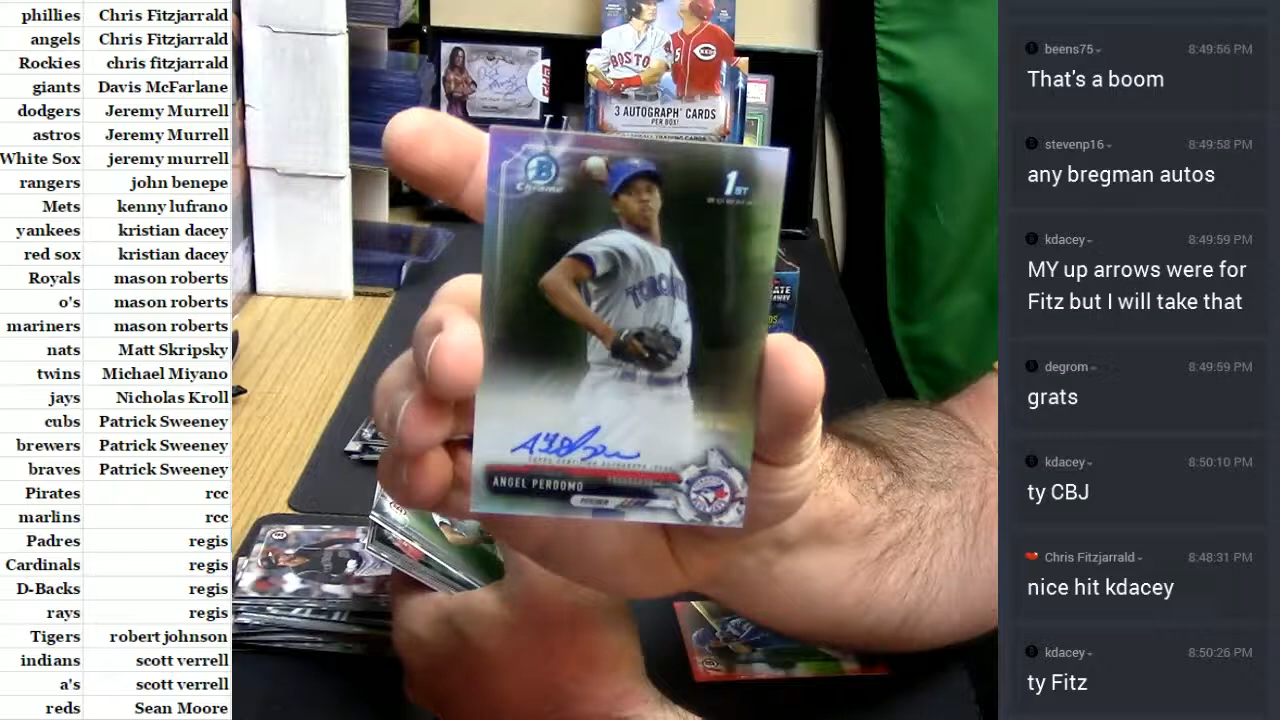 phillies Chris Fitzjarrald
angels Chris Fitzjarrald
Rockies chris fitzjarrald
giants Davis McFarlane
dodgers Jeremy Murrell
astros Jeremy Murrell
White Sox jeremy murrell
rangers john benepe
Mets kenny lufrano
yankees kristian dacey
red sox kristian dacey
Royals mason roberts
o's mason roberts
mariners mason roberts
nats Matt Skripsky
twins Michael Miyano
jays Nicholas Kroll
cubs Patrick Sweeney
brewers Patrick Sweeney
braves Patrick Sweeney
Pirates rcc
marlins rcc
Padres regis
Cardinals regis
D-Backs regis
rays regis
Tigers robert johnson
indians scott verrell
a's scott verrell
reds Sean Moore
BOSTON
3 AUTOGRAPH CARDS
PER BOX!
B
Chrome
1ST
BOWMAN
TORONTO
ANGEL PERDOMO
PITCHER
beens75 8:49:56 PM
That's a boom
stevenp16 8:49:58 PM
any bregman autos
kdacey 8:49:59 PM
MY up arrows were for
Fitz but I will take that
degrom 8:49:59 PM
grats
kdacey 8:50:10 PM
ty CBJ
Chris Fitzjarrald 8:48:31 PM
nice hit kdacey
kdacey 8:50:26 PM
ty Fitz